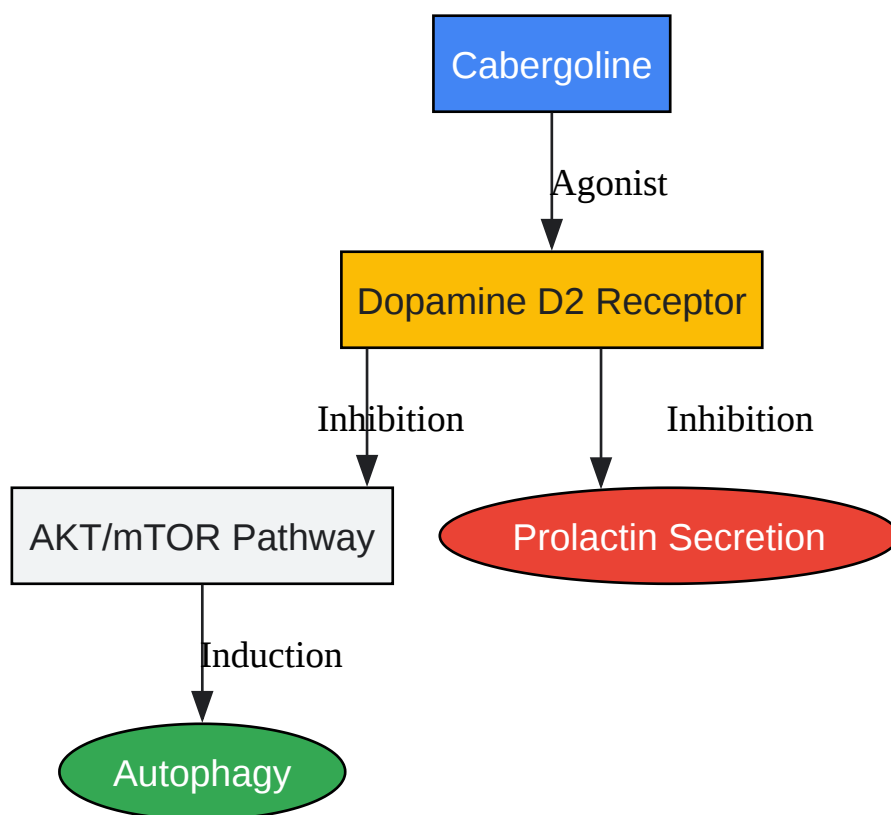 Cabergoline
Agonist
Dopamine D2 Receptor
Inhibition
Inhibition
AKT/mTOR Pathway
Prolactin Secretion
Induction
Autophagy